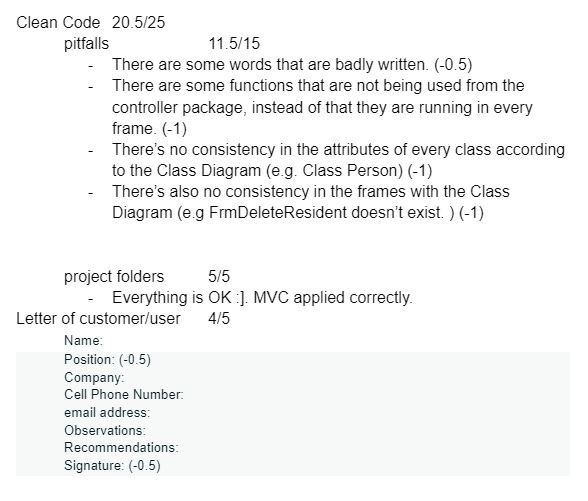 Clean Code 20.5/25
pitfalls 11.5/15
- There are some words that are badly written. (-0.5)
- There are some functions that are not being used from the
controller package, instead of that they are running in every
frame. (-1)
- There's no consistency in the attributes of every class according
to the Class Diagram (e.g. Class Person) (-1)
- There's also no consistency in the frames with the Class
Diagram (e.g FrmDeleteResident doesn't exist. ) (-1)
project folders 5/5
- Everything is OK :]. MVC applied correctly.
Letter of customer/user 4/5
Name:
Position: (-0.5)
Company:
Cell Phone Number:
email address:
Observations:
Recommendations:
Signature: (-0.5)